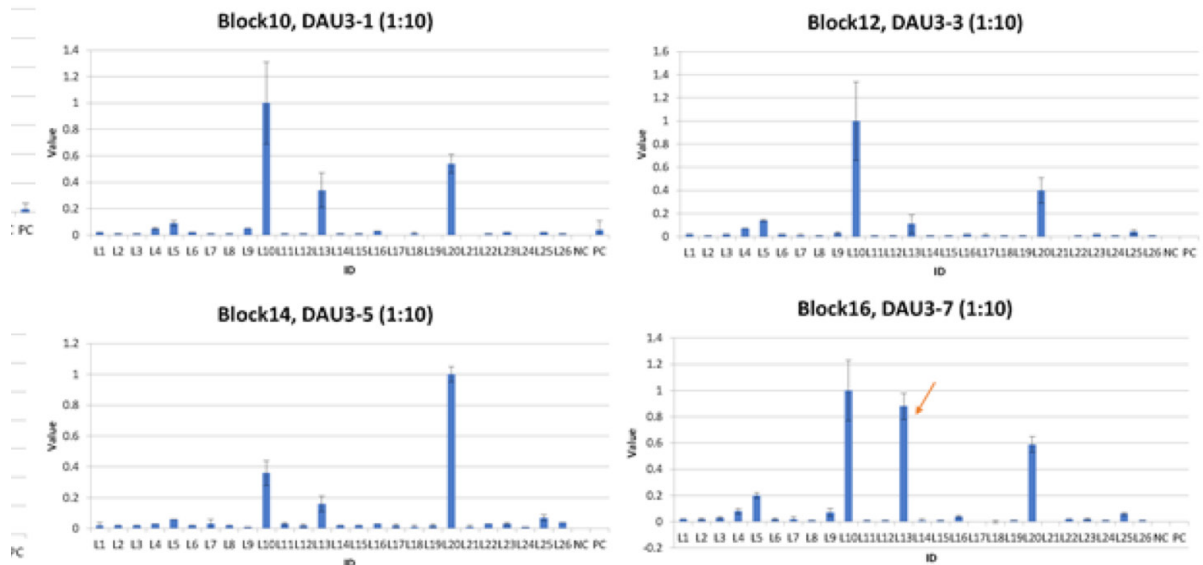 Block10, DAU3-1 (1:10)
1.4
1.2
1
0.8
0.6
0.4
0.2
0
Value
L1 L2 L3 L4 L5 L6 L7 L8 L9 L10 L11 L12 L13 L14 L15 L16 L17 L18 L19 L20 L21 L22 L23 L24 L25 L26 NC PC
ID
Block12, DAU3-3 (1:10)
1.6
1.4
1.2
1
0.8
0.6
0.4
0.2
0
Value
L1 L2 L3 L4 L5 L6 L7 L8 L9 L10 L11 L12 L13 L14 L15 L16 L17 L18 L19 L20 L21 L22 L23 L24 L25 L26 NC PC
ID
PC
Block14, DAU3-5 (1:10)
1.2
1
0.8
0.6
0.4
0.2
0
Value
L1 L2 L3 L4 L5 L6 L7 L8 L9 L10 L11 L12 L13 L14 L15 L16 L17 L18 L19 L20 L21 L22 L23 L24 L25 L26 NC PC
ID
Block16, DAU3-7 (1:10)
1.4
1.2
1
0.8
0.6
0.4
0.2
0
-0.2
Value
L1 L2 L3 L4 L5 L6 L7 L8 L9 L10 L11 L12 L13 L14 L15 L16 L17 L18 L19 L20 L21 L22 L23 L24 L25 L26 NC PC
ID
PC